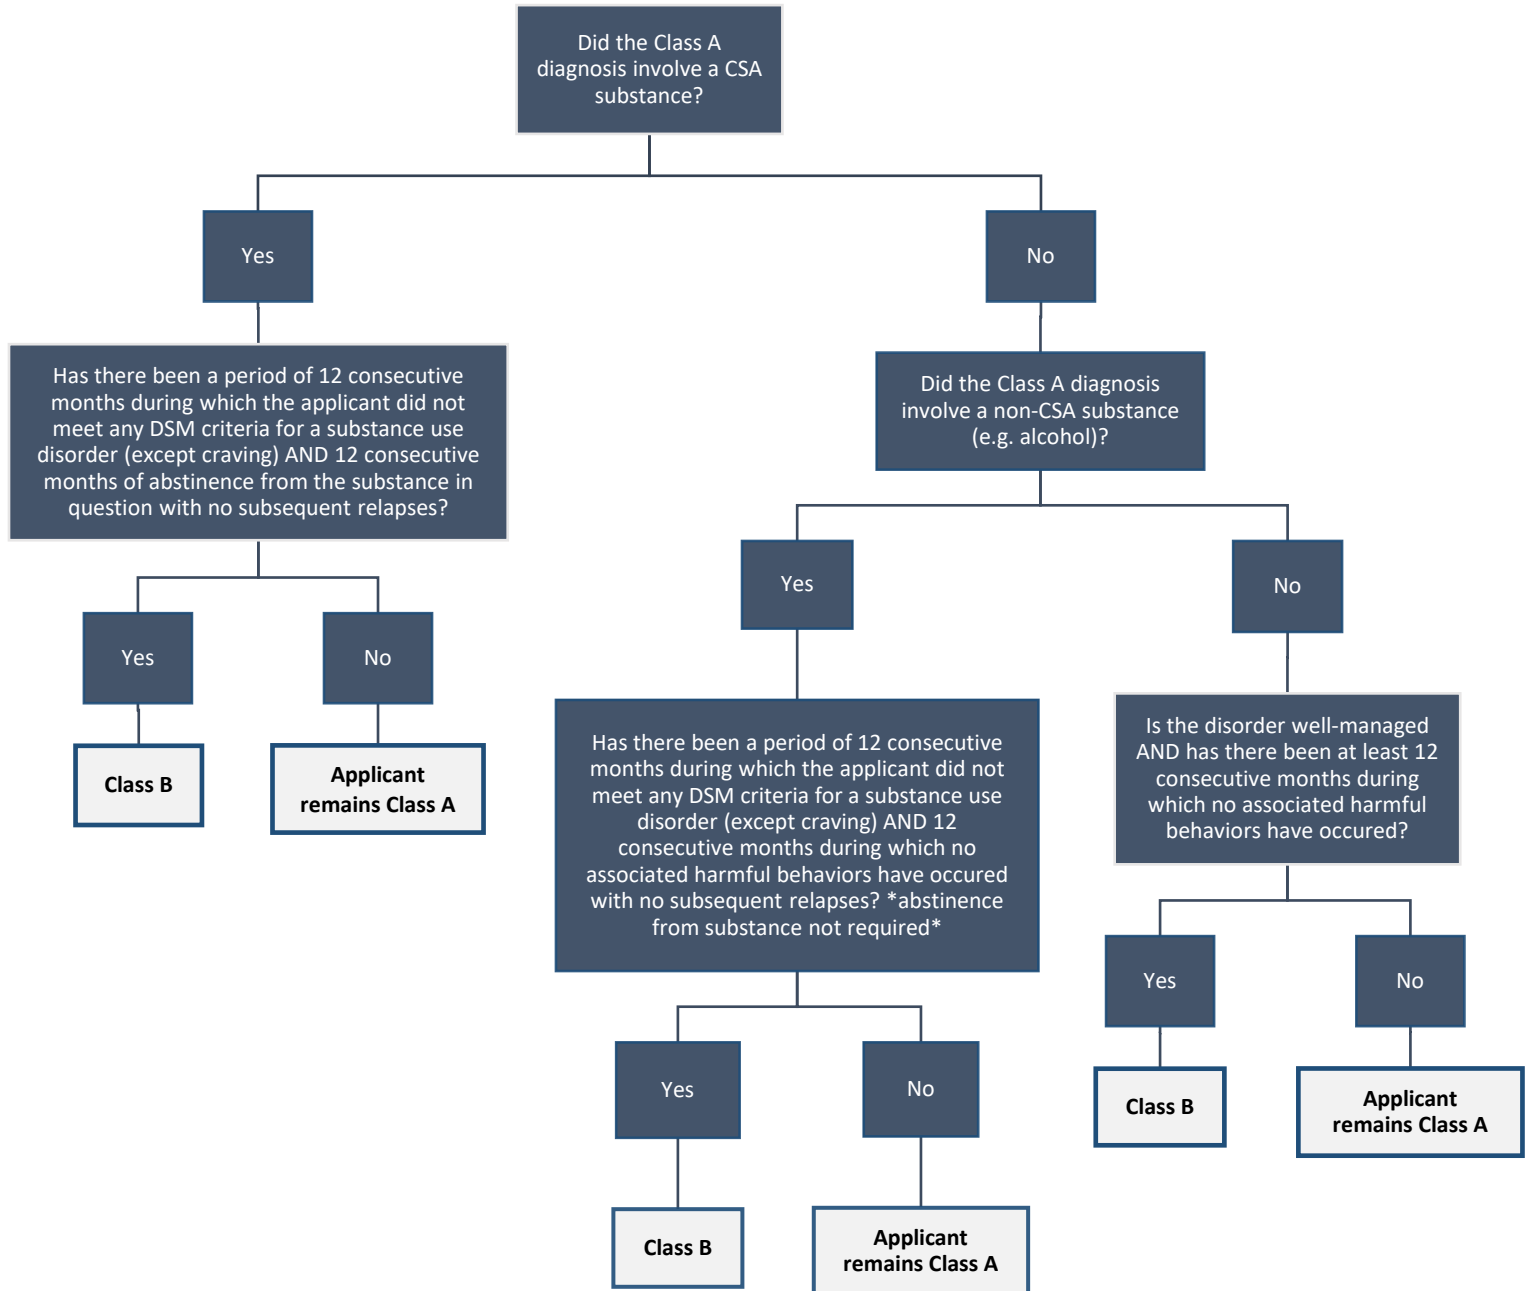 Did the Class A
diagnosis involve a CSA
substance?
Yes
No
Has there been a period of 12 consecutive
months during which the applicant did not
meet any DSM criteria for a substance use
disorder (except craving) AND 12 consecutive
months of abstinence from the substance in
question with no subsequent relapses?
Did the Class A diagnosis
involve a non-CSA substance
(e.g. alcohol)?
Yes
No
Yes
No
Class B
Applicant
remains Class A
Has there been a period of 12 consecutive
months during which the applicant did not
meet any DSM criteria for a substance use
disorder (except craving) AND 12
consecutive months during which no
associated harmful behaviors have occured
with no subsequent relapses? *abstinence
from substance not required*
Is the disorder well-managed
AND has there been at least 12
consecutive months during
which no associated harmful
behaviors have occured?
Yes
No
Yes
No
Class B
Applicant
remains Class A
Class B
Applicant
remains Class A